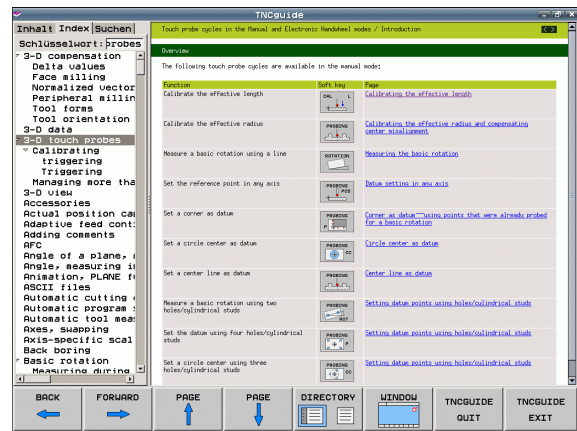 TNCguide
Inhalt Index Suchen
Schlüsselwort: probes
3-D compensation
Delta values
Face milling
Normalized vector
Peripheral millin
Tool forms
Tool orientation
3-D data
3-D touch probes
Calibrating
triggering
Triggering
Managing more tha
3-D view
Accessories
Actual position ca
Adaptive feed cont
Adding comments
AFC
Angle of a plane,
Angle, measuring i
Animation, PLANE f
ASCII files
Automatic cutting
Automatic program
Automatic tool mea
Axes, swapping
Axis-specific scal
Back boring
Basic rotation
Measuring during
Touch probe cycles in the Manual and Electronic Handwheel modes / Introduction
Overview
The following touch probe cycles are available in the manual mode:
Function Soft key Page
Calibrate the effective length CAL L Calibrating the effective length
Calibrate the effective radius PROBING Calibrating the effective radius and compensating
center misalignment
Measure a basic rotation using a line ROTATION Measuring the basic rotation
Set the reference point in any axis PROBING POS Datum setting in any axis
Set a corner as datum PROBING P Corner as datum—using points that were already probed
for a basic rotation
Set a circle center as datum PROBING CC Circle center as datum
Set a center line as datum PROBING Center line as datum
Measure a basic rotation using two
holes/cylindrical studs PROBING ROT Setting datum points using holes/cylindrical studs
Set the datum using four holes/cylindrical
studs PROBING P Setting datum points using holes/cylindrical studs
Set a circle center using three
holes/cylindrical studs PROBING CC Setting datum points using holes/cylindrical studs
BACK FORWARD PAGE PAGE DIRECTORY WINDOW TNCGUIDE TNCGUIDE
QUIT EXIT